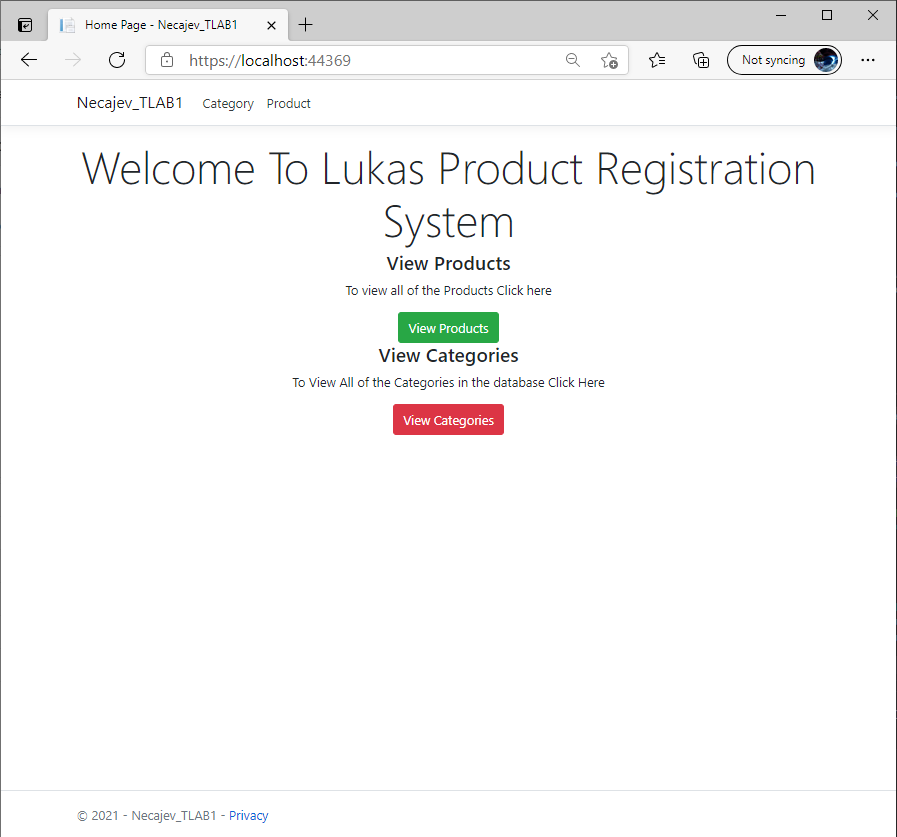 Home Page - Necajev_TLAB1
https://localhost:44369
Not syncing
Necajev_TLAB1 Category Product
Welcome To Lukas Product Registration
System
View Products
To view all of the Products Click here
View Products
View Categories
To View All of the Categories in the database Click Here
View Categories
© 2021 - Necajev_TLAB1 - Privacy